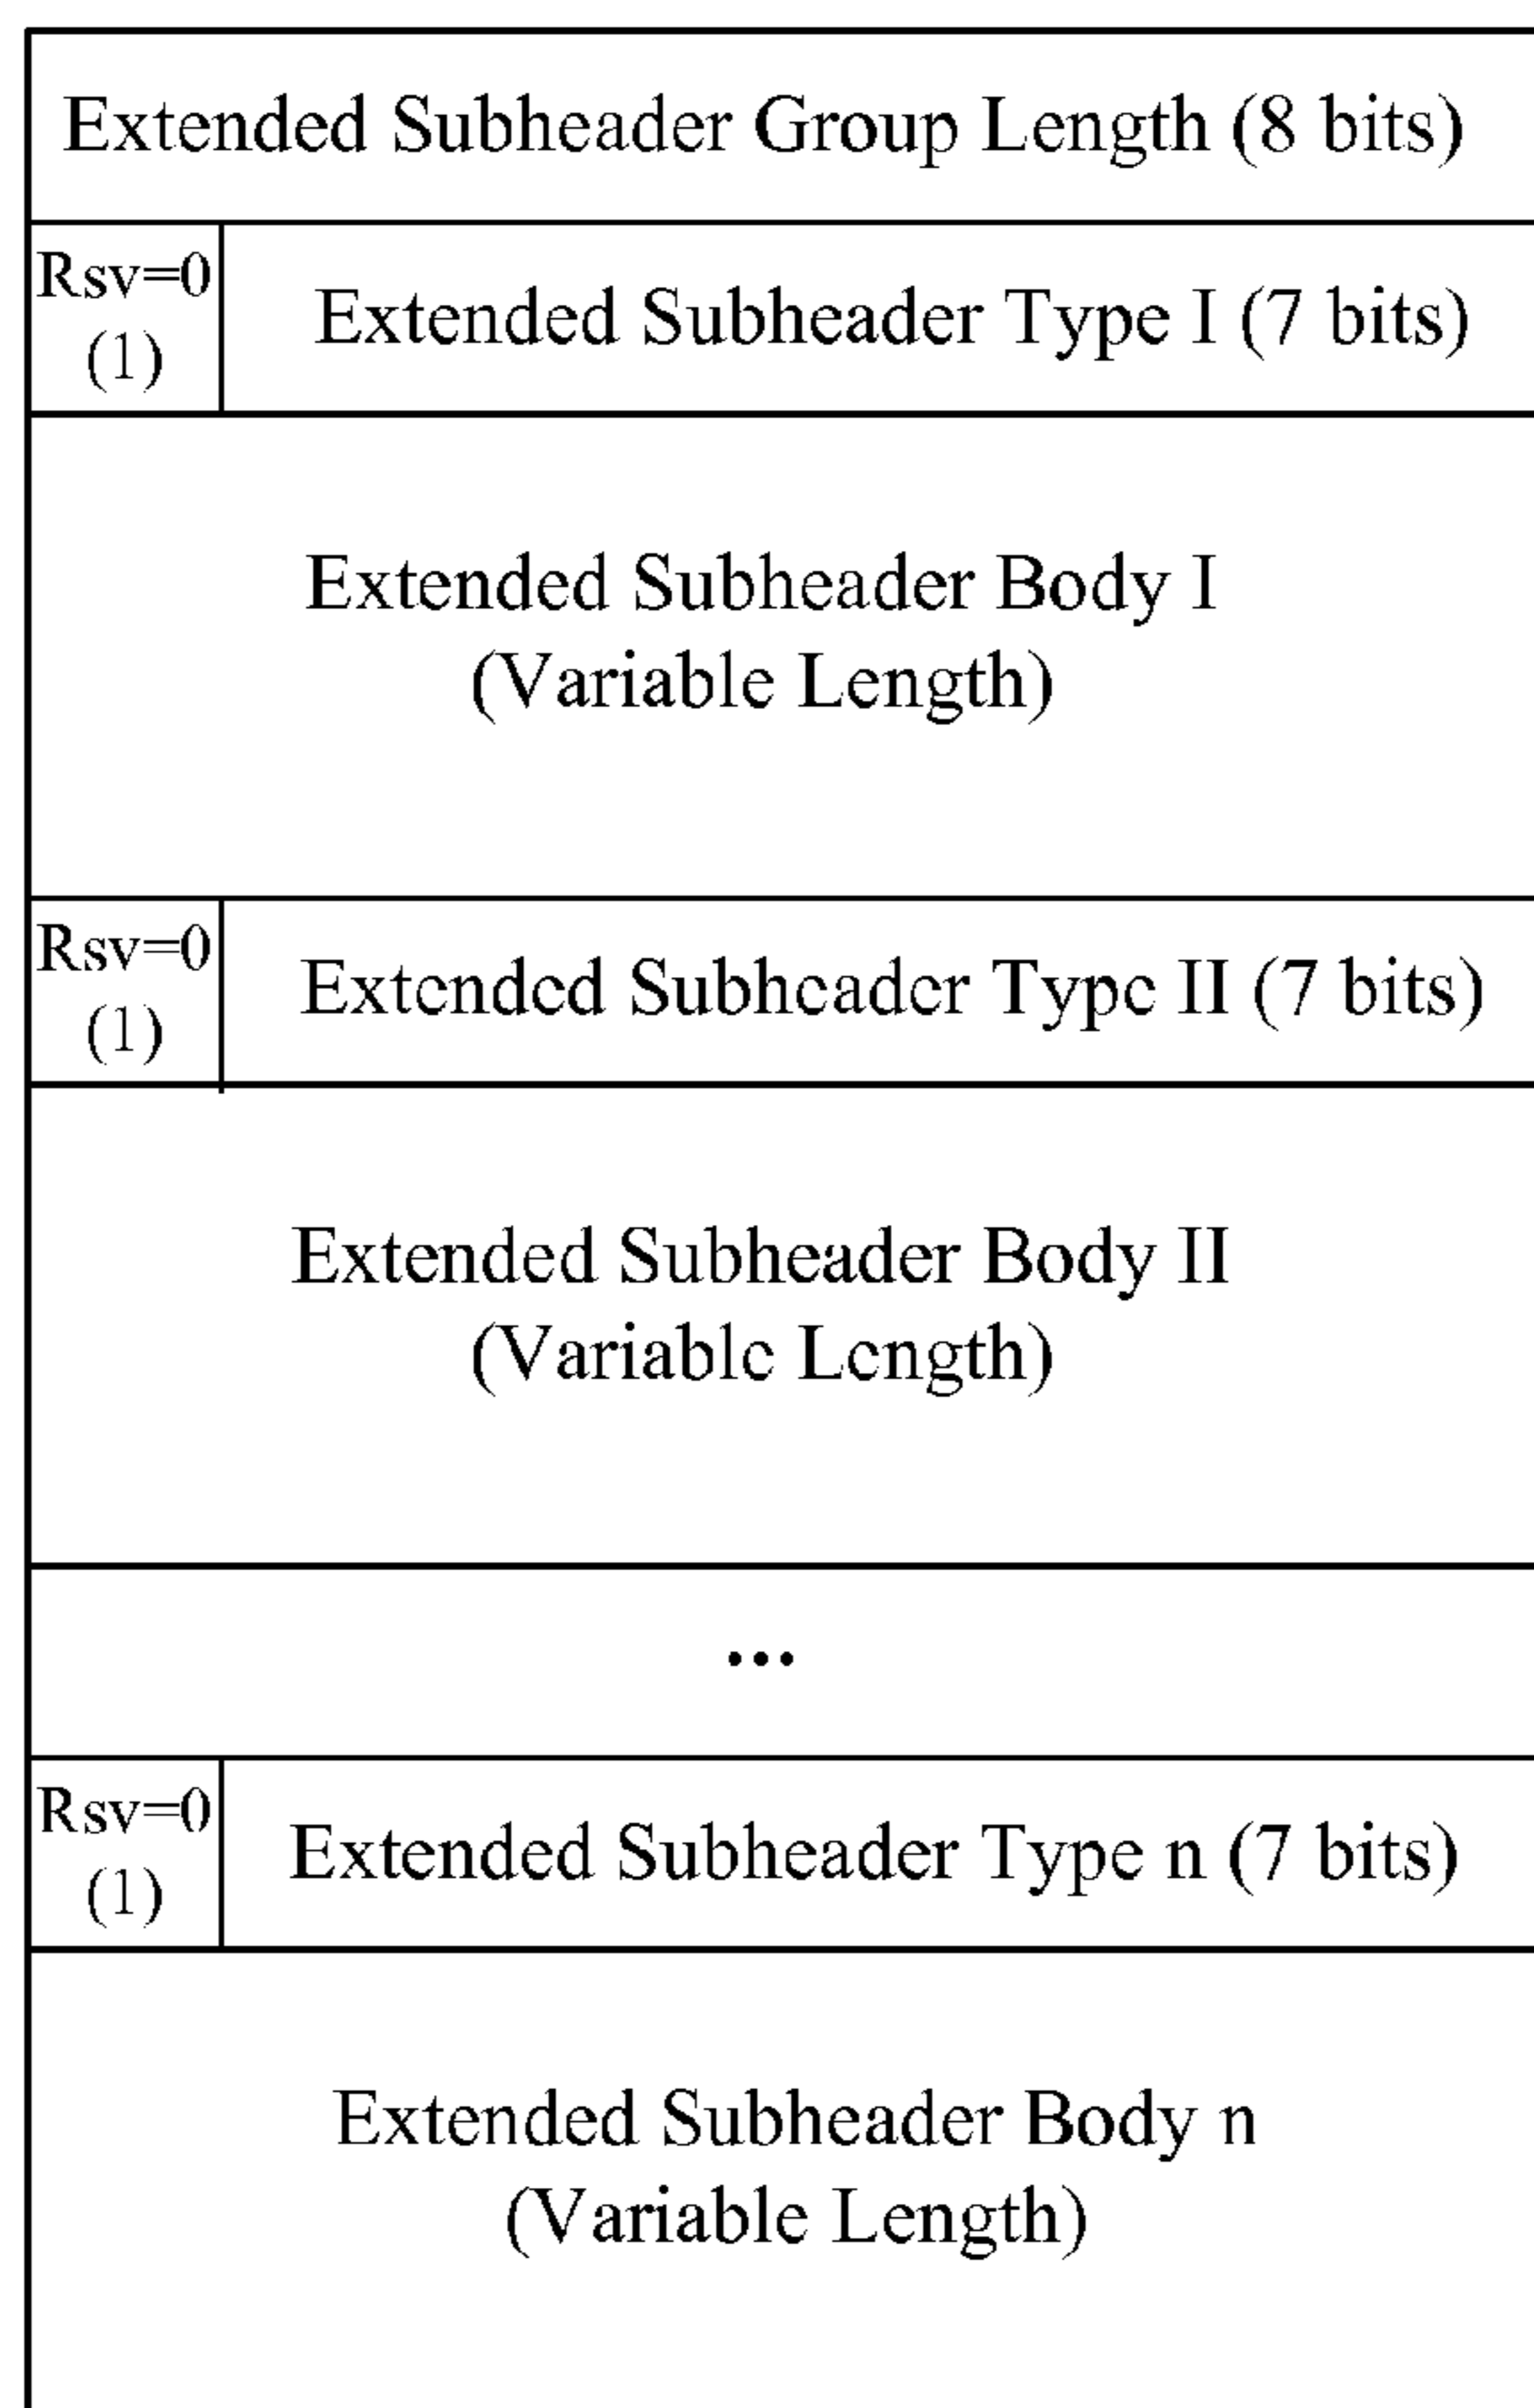 Extended Subheader Group Length (8 bits)
Rsv=0
(1)
Extended Subheader Type I (7 bits)
Extended Subheader Body I
(Variable Length)
Rsv=0
(1)
Extended Subheader Type II (7 bits)
Extended Subheader Body II
(Variable Length)
...
Rsv=0
(1)
Extended Subheader Type n (7 bits)
Extended Subheader Body n
(Variable Length)